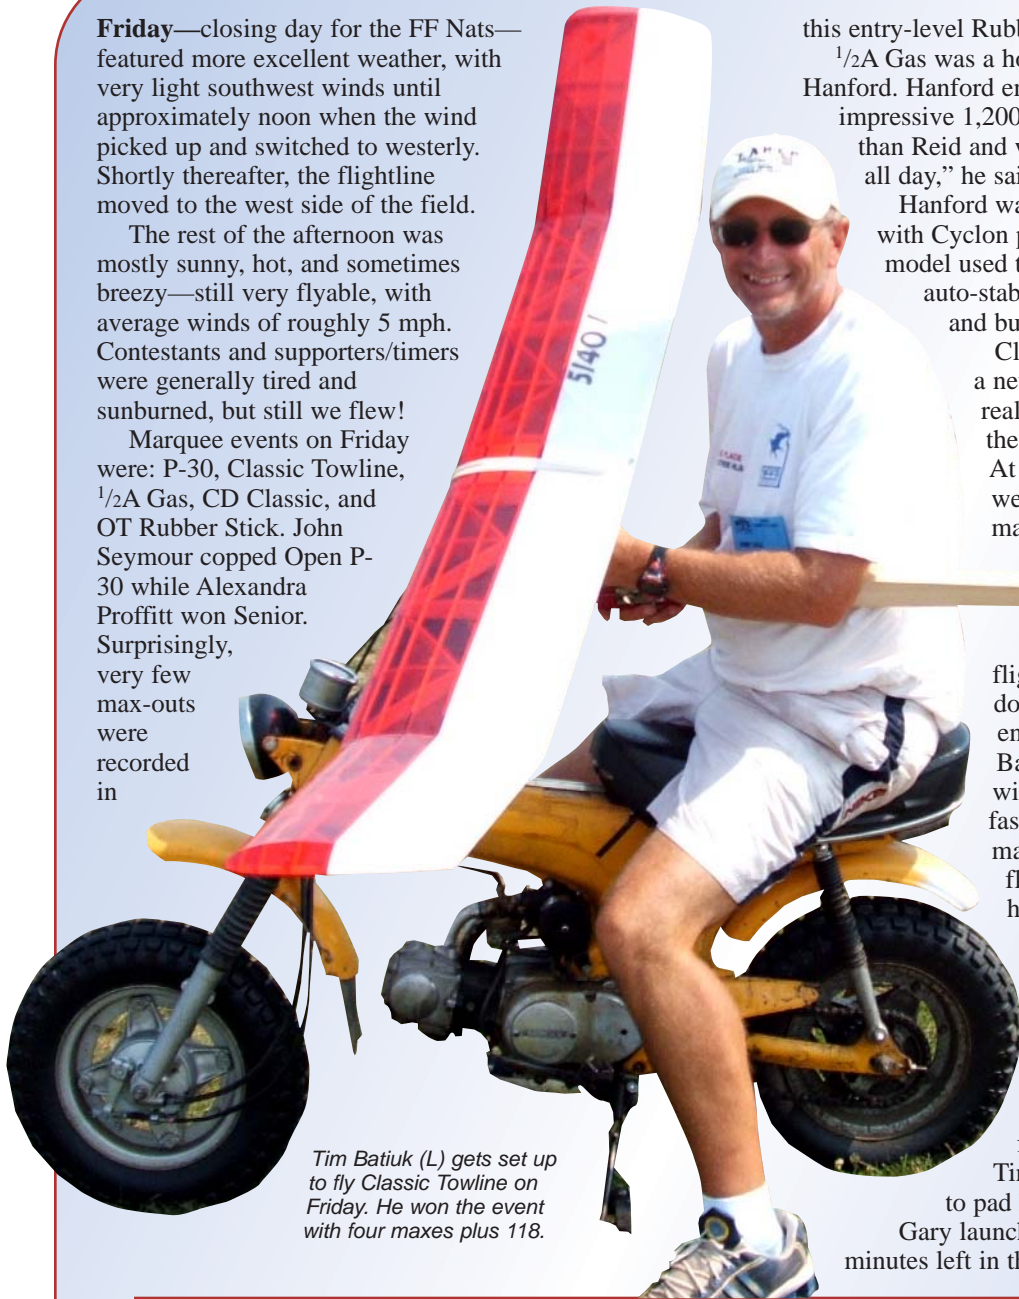 Friday—closing day for the FF Nats—
featured more excellent weather, with
very light southwest winds until
approximately noon when the wind
picked up and switched to westerly.
Shortly thereafter, the flightline
moved to the west side of the field.
The rest of the afternoon was
mostly sunny, hot, and sometimes
breezy—still very flyable, with
average winds of roughly 5 mph.
Contestants and supporters/timers
were generally tired and
sunburned, but still we flew!
Marquee events on Friday
were: P-30, Classic Towline,
1/2A Gas, CD Classic, and
OT Rubber Stick. John
Seymour copped Open P-
30 while Alexandra
Proffitt won Senior.
Surprisingly,
very few
max-outs
were
recorded
in
51401
Tim Batiuk (L) gets set up
to fly Classic Towline on
Friday. He won the event
with four maxes plus 118.
this entry-level
1/2A Gas was a
Hanford. Hanford
impressive 1,200
than Reid and
all day,” he
Hanford
with Cyclon
model used
and
a
the
At
to pad
Gary
minutes left in